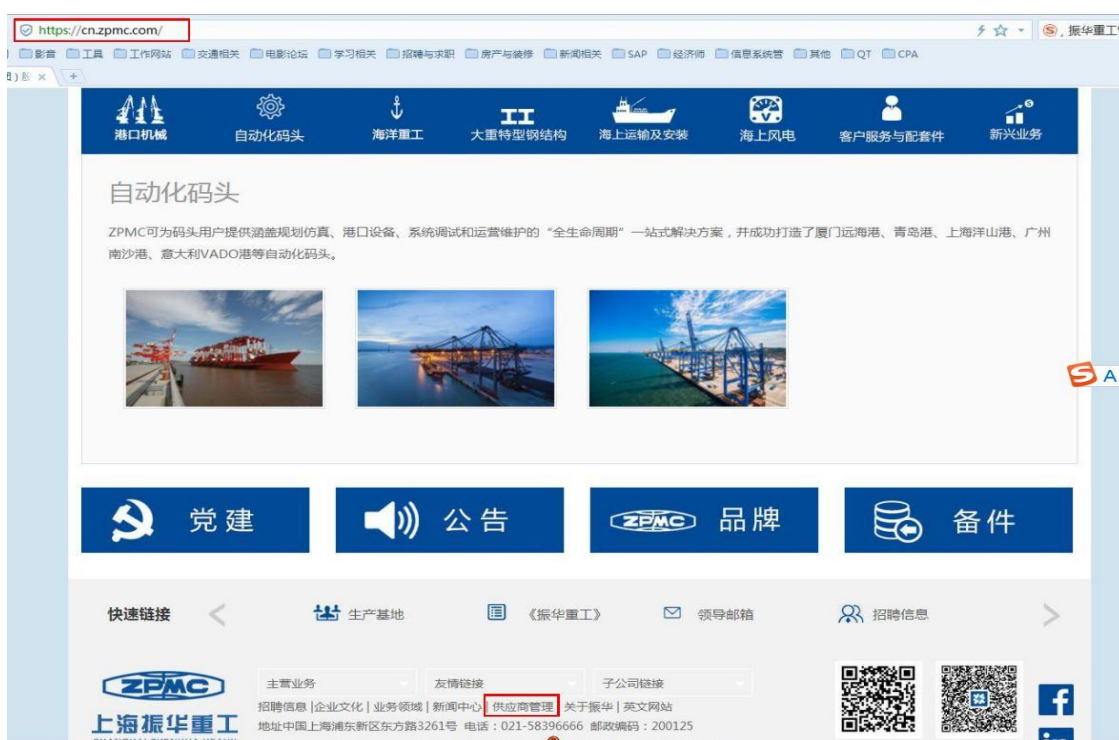 https://cn.zpmc.com/
振华重工
影音 工具 工作网站 交通相关 电影论坛 学习相关 招聘与求职 房产与装修 新闻相关 SAP 经济师 信息系统管 其他 QT CPA
港口机械 自动化码头 海洋重工 大重特型钢结构 海上运输及安装 海上风电 客户服务与配套件 新兴业务
自动化码头
ZPMC可为码头用户提供涵盖规划仿真、港口设备、系统调试和运营维护的“全生命周期”一站式解决方案，并成功打造了厦门远海港、青岛港、上海洋山港、广州
南沙港、意大利VADO港等自动化码头。
党建 公告 ZPMC 品牌 备件
快速链接 < 生产基地 《振华重工》 领导邮箱 招聘信息 >
ZPMC 主营业务 友情链接 子公司链接
招聘信息 | 企业文化 | 业务领域 | 新闻中心 | 供应商管理 | 关于振华 | 英文网站
上海振华重工 地址中国上海浦东新区东方路3261号 电话：021-58396666 邮政编码：200125